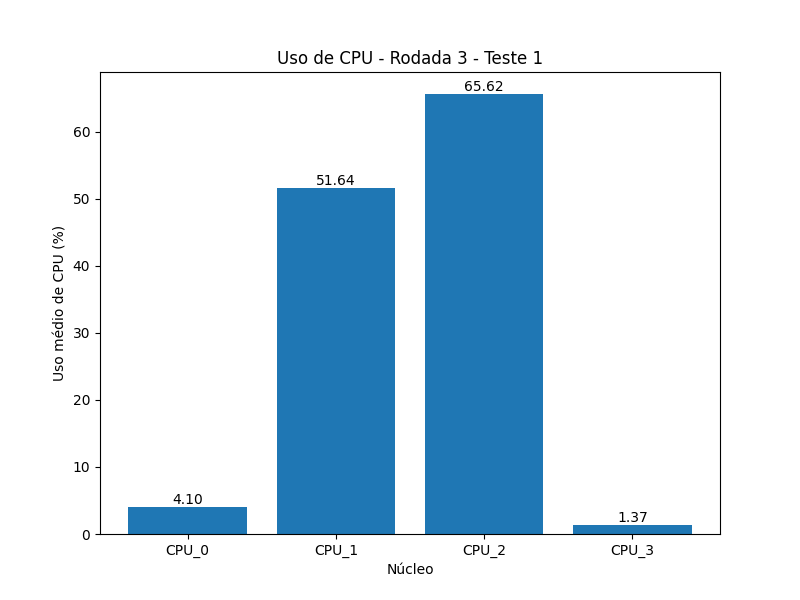 Uso de CPU - Rodada 3 - Teste 1
65.62
51.64
4.10
1.37
60
50
40
30
20
10
0
Uso médio de CPU (%)
CPU_0 CPU_1 CPU_2 CPU_3
Núcleo